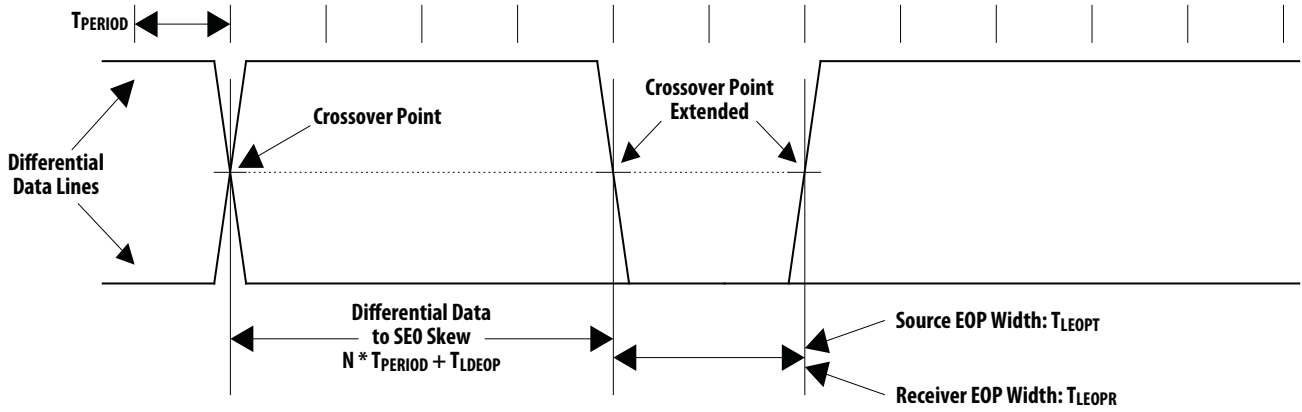 TPERIOD
Crossover Point
Crossover Point
Extended
Differential
Data Lines
Differential Data
to SE0 Skew
N * TPERIOD + TLDEOP
Source EOP Width: TLEOPT
Receiver EOP Width: TLEOPR